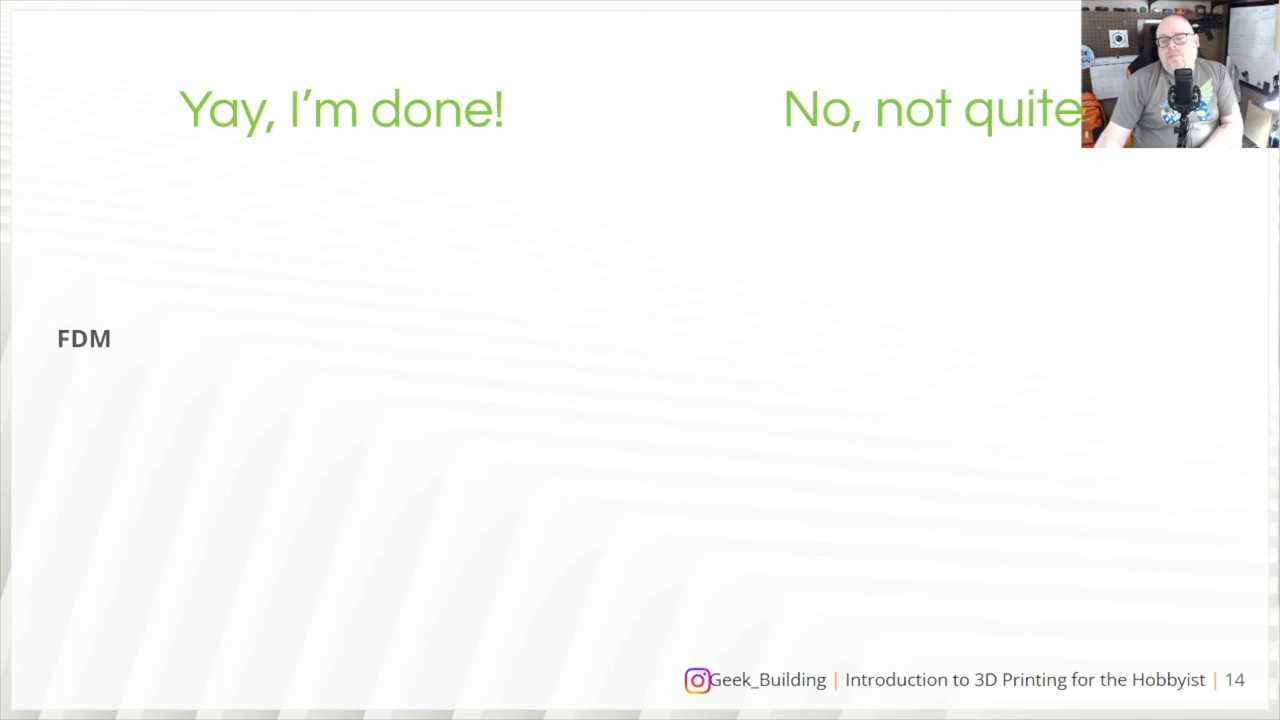 Yay, I’m done!
No, not quite
FDM
Geek_Building | Introduction to 3D Printing for the Hobbyist | 14